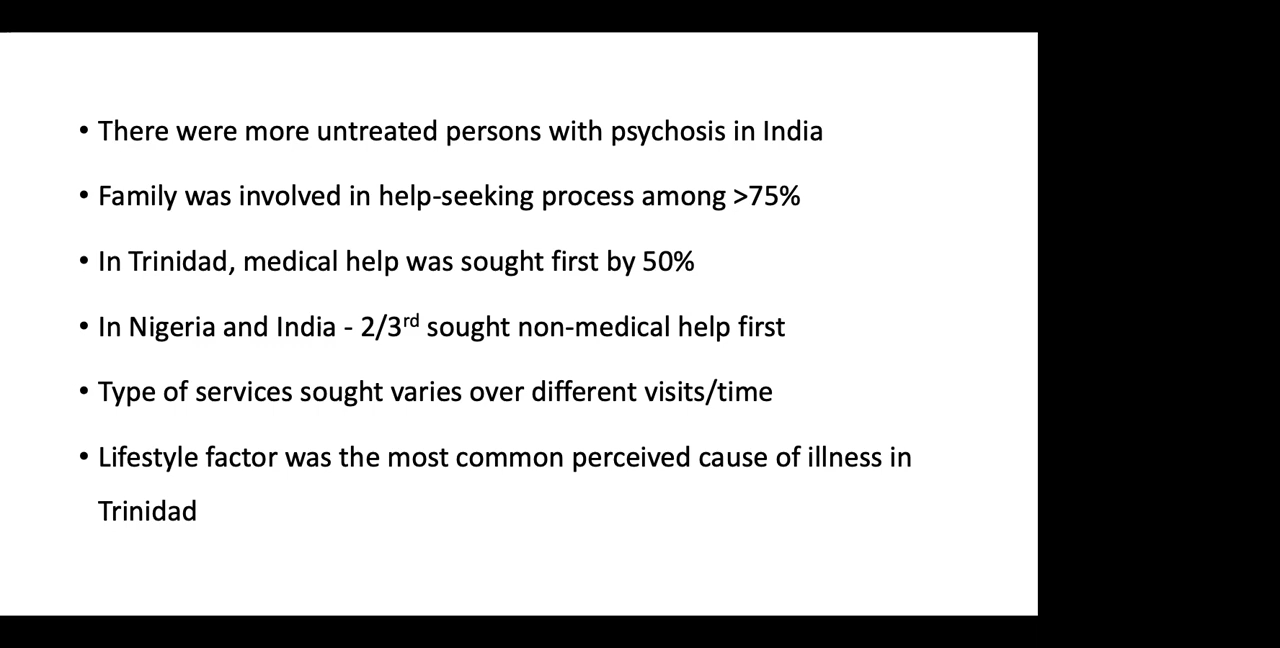 • There were more untreated persons with psychosis in India
• Family was involved in help-seeking process among >75%
• In Trinidad, medical help was sought first by 50%
• In Nigeria and India - 2/3rd sought non-medical help first
• Type of services sought varies over different visits/time
• Lifestyle factor was the most common perceived cause of illness in
Trinidad